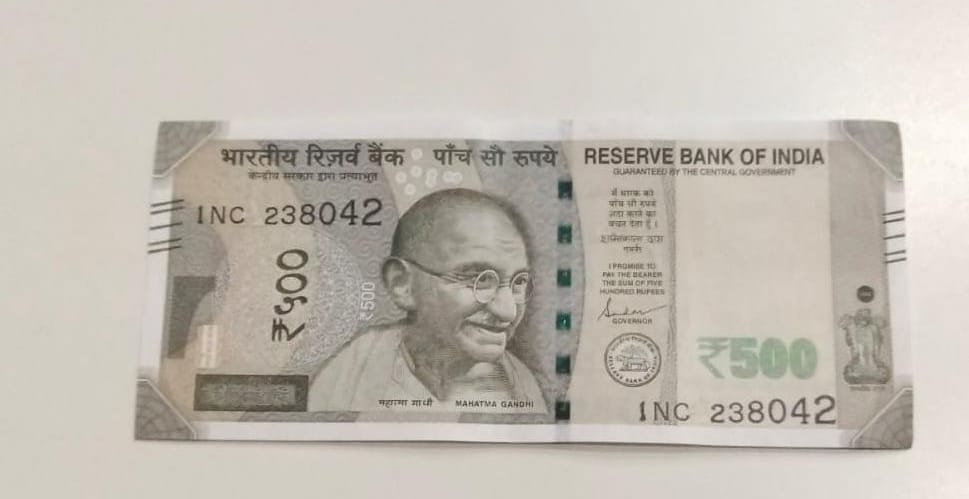 भारतीय रिज़र्व बैंक पाँच सौ रुपये
केन्द्रीय सरकार द्वारा प्रत्याभूत
1NC 238042
₹५००
₹500
महात्मा गांधी MAHATMA GANDHI
RESERVE BANK OF INDIA
GUARANTEED BY THE CENTRAL GOVERNMENT
मैं धारक को
पाँच सौ रुपये
अदा करने का
वचन देता हूँ।
गवर्नर
I PROMISE TO
PAY THE BEARER
THE SUM OF FIVE
HUNDRED RUPEES
GOVERNOR
₹500
1NC 238042